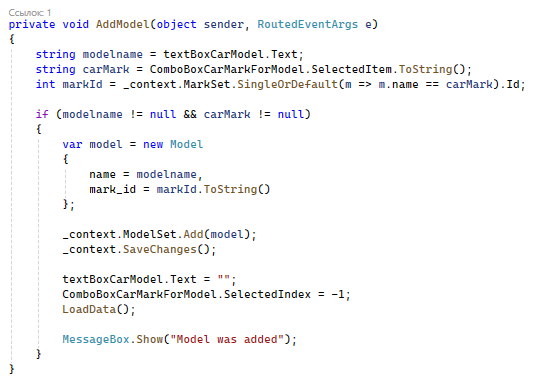 Ссылок: 1
private void AddModel(object sender, RoutedEventArgs e)
{
    string modelname = textBoxCarModel.Text;
    string carMark = ComboBoxCarMarkForModel.SelectedItem.ToString();
    int markId = _context.MarkSet.SingleOrDefault(m => m.name == carMark).Id;

    if (modelname != null && carMark != null)
    {
        var model = new Model
        {
            name = modelname,
            mark_id = markId.ToString()
        };

        _context.ModelSet.Add(model);
        _context.SaveChanges();

        textBoxCarModel.Text = "";
        ComboBoxCarMarkForModel.SelectedIndex = -1;
        LoadData();

        MessageBox.Show("Model was added");
    }
}